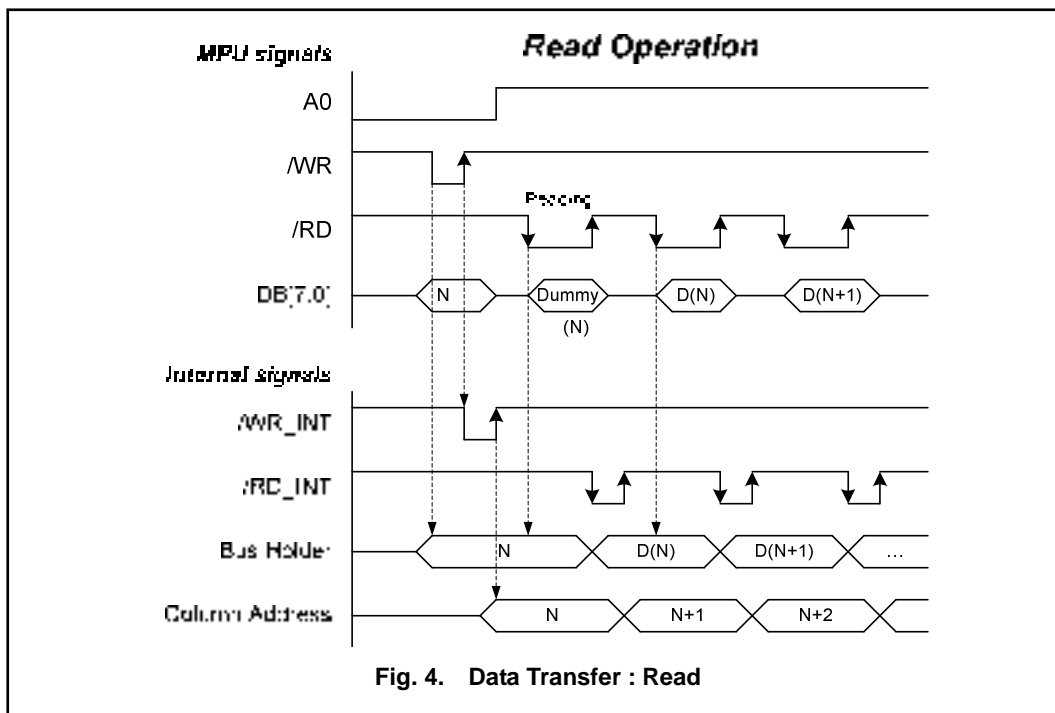 MPU signals
Read Operation
A0
/WR
Reading
/RD
DB[7:0]
N
Dummy
D(N)
D(N+1)
(N)
Internal signals
/WR_INT
/RD_INT
Bus Holder
N
D(N)
D(N+1)
...
Column Address
N
N+1
N+2
Fig. 4. Data Transfer : Read